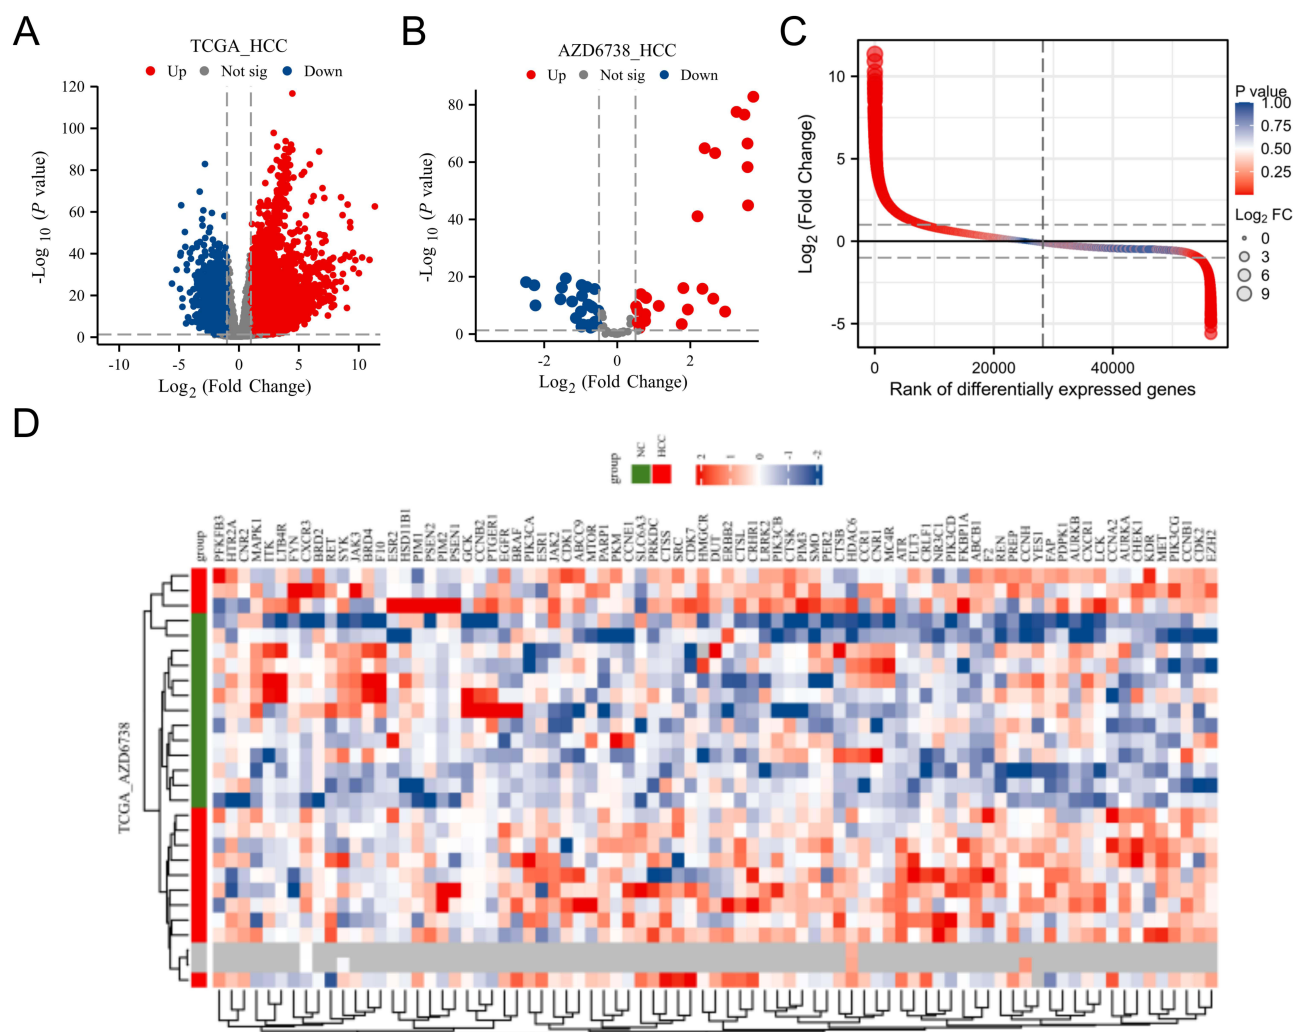 A
TCGA_HCC
Up Not sig Down
-Log 10 (P value)
120
100
80
60
40
20
0
-10 -5 0 5 10
Log2 (Fold Change)
B
AZD6738_HCC
Up Not sig Down
-Log 10 (P value)
80
60
40
20
0
-2 0 2
Log2 (Fold Change)
C
Log2 (Fold Change)
10
5
0
-5
0 20000 40000
Rank of differentially expressed genes
P value
1.00
0.75
0.50
0.25
Log2 FC
0
3
6
9
D
group
NC
HCC
2
1
0
-1
-2
group
PFKFB3
HTR2A
CNR2
MAPK1
ITK
LTB4R
FYN
CXCR3
BRD2
RET
SYK
JAK3
BRD4
F10
ESR2
HSD11B1
PIM1
PSEN2
PIM2
PSEN1
GCK
CCNB2
PTGER1
EGFR
BRAF
PIK3CA
ESR1
JAK2
CDK1
ABCC9
MTOR
PARP1
PKM
CCNE1
SLC6A3
PRKDC
CTSS
SRC
CDK7
HMGCR
DUT
ERBB2
CTSL
CRHR1
LRRK2
PIK3CB
CTSK
PIM3
SMO
PER2
CTSB
HDAC6
CCR1
CNR1
MC4R
ATR
FLT3
CRLF1
NR3C1
PIK3CD
FKBP1A
ABCB1
F2
REN
PREP
CCNH
YES1
YAP
PDPK1
AURKB
CXCR1
LCK
CCNA2
AURKA
CHEK1
KDR
MET
PIK3CG
CCNB1
CDK2
EZH2
TCGA_AZD6738